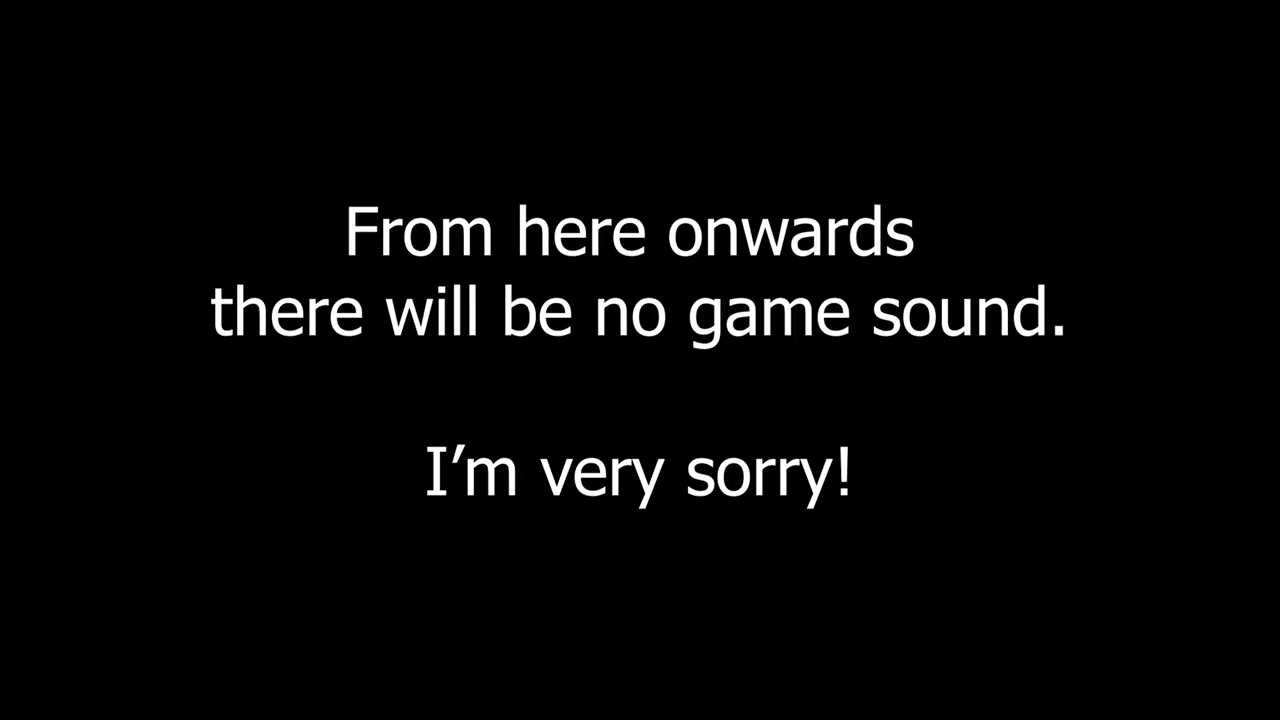 From here onwards
there will be no game sound.
I’m very sorry!